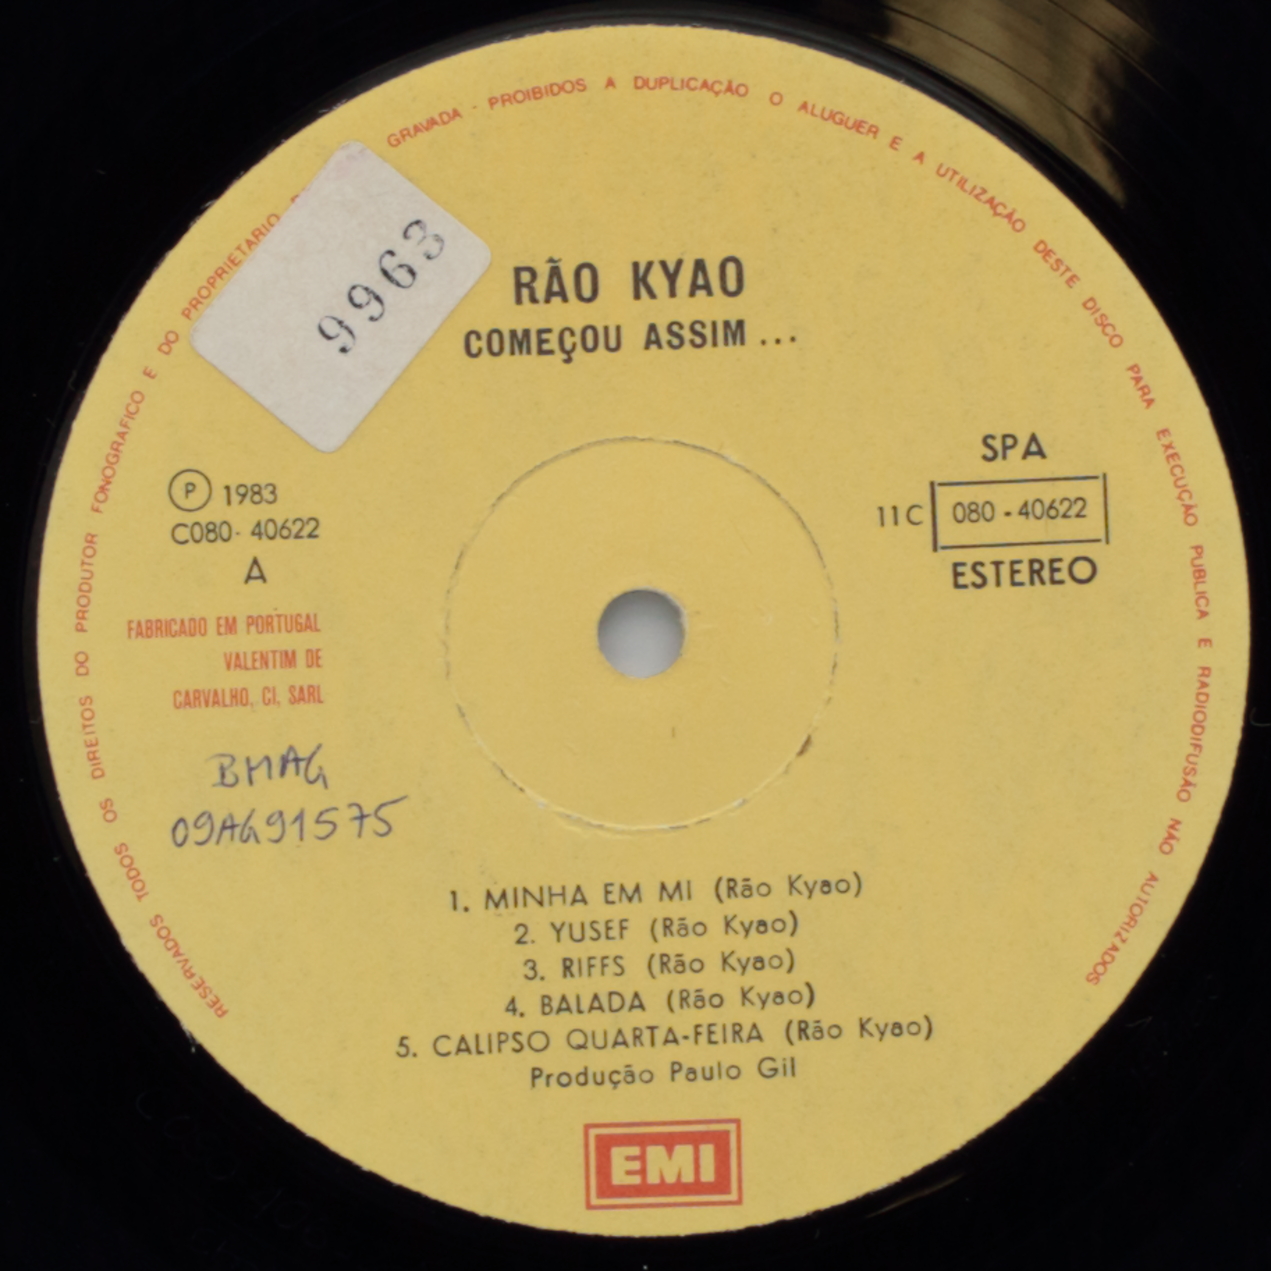 RESERVADOS TODOS OS DIREITOS DO PRODUTOR FONOGRAFICO E DO PROPRIETARIO GRAVADA - PROIBIDOS A DUPLICAÇÃO O ALUGUER E A UTILIZAÇÃO DESTE DISCO PARA EXECUÇÃO PUBLICA E RADIODIFUSÃO NÃO AUTORIZADOS
9963
RÃO KYAO
COMEÇOU ASSIM...
Ⓟ 1983
C080-40622
A
FABRICADO EM PORTUGAL
VALENTIM DE
CARVALHO, CI, SARL
SPA
11C 080-40622
ESTEREO
BMAG
09AG91575
1. MINHA EM MI (Rão Kyao)
2. YUSEF (Rão Kyao)
3. RIFFS (Rão Kyao)
4. BALADA (Rão Kyao)
5. CALIPSO QUARTA-FEIRA (Rão Kyao)
Produção Paulo Gil
EMI